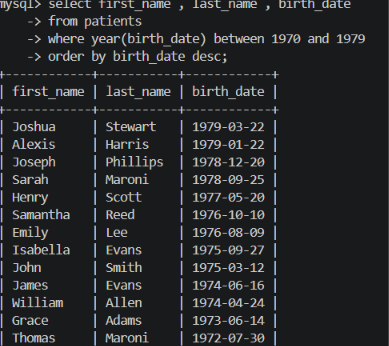 mysql> select first_name , last_name , birth_date
    -> from patients
    -> where year(birth_date) between 1970 and 1979
    -> order by birth_date desc;
+------------+-----------+------------+
| first_name | last_name | birth_date |
+------------+-----------+------------+
| Joshua     | Stewart   | 1979-03-22 |
| Alexis     | Harris    | 1979-01-22 |
| Joseph     | Phillips  | 1978-12-20 |
| Sarah      | Maroni    | 1978-09-25 |
| Henry      | Scott     | 1977-05-20 |
| Samantha   | Reed      | 1976-10-10 |
| Emily      | Lee       | 1976-08-09 |
| Isabella   | Evans     | 1975-09-27 |
| John       | Smith     | 1975-03-12 |
| James      | Evans     | 1974-06-16 |
| William    | Allen     | 1974-04-24 |
| Grace      | Adams     | 1973-06-14 |
| Thomas     | Maroni    | 1972-07-30 |